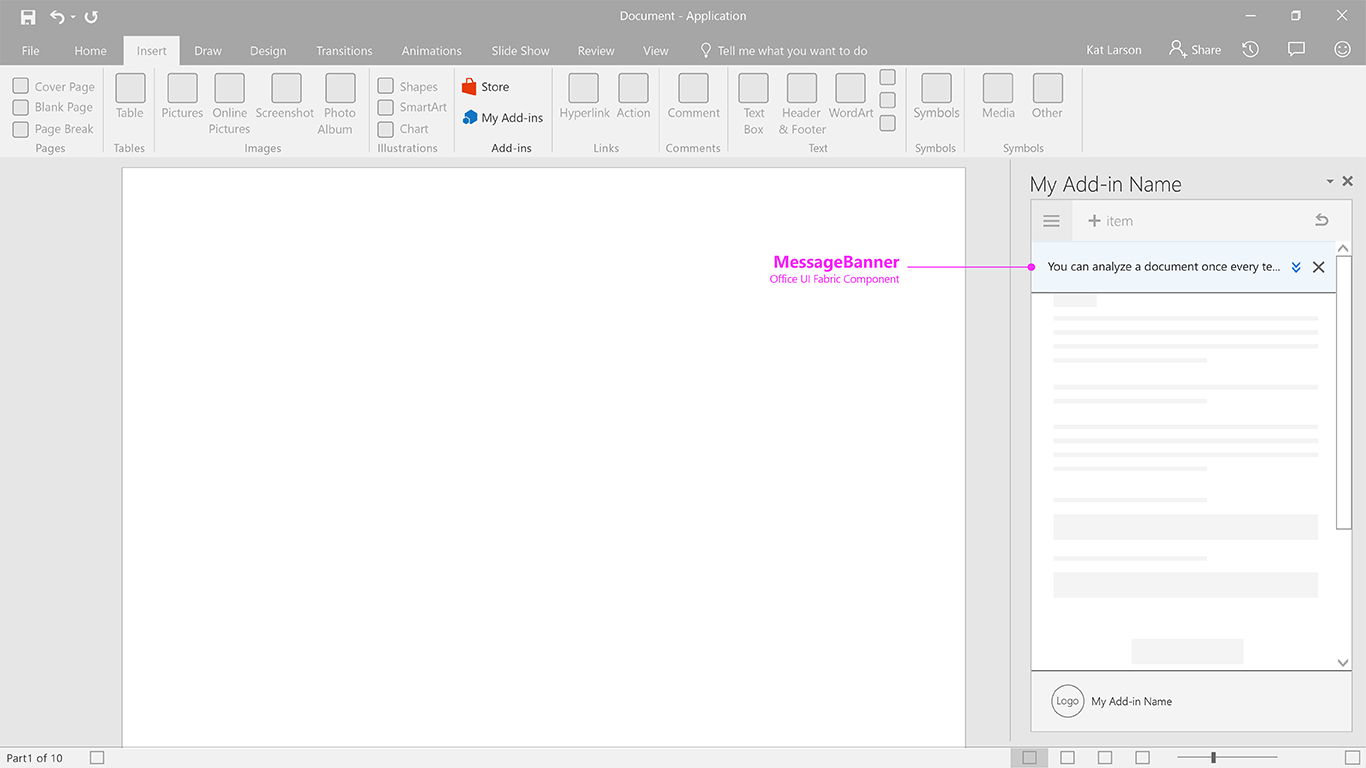 Document - Application
File Home Insert Draw Design Transitions Animations Slide Show Review View Tell me what you want to do Kat Larson Share
Cover Page
Blank Page
Page Break
Pages
Table
Tables
Pictures
Online
Pictures
Screenshot
Photo
Album
Images
Shapes
SmartArt
Chart
Illustrations
Store
My Add-ins
Add-ins
Hyperlink
Action
Links
Comment
Comments
Text
Box
Header
& Footer
WordArt
Text
Symbols
Symbols
Media
Other
Symbols
MessageBanner
Office UI Fabric Component
My Add-in Name
item
You can analyze a document once every te...
Logo
My Add-in Name
Part1 of 10